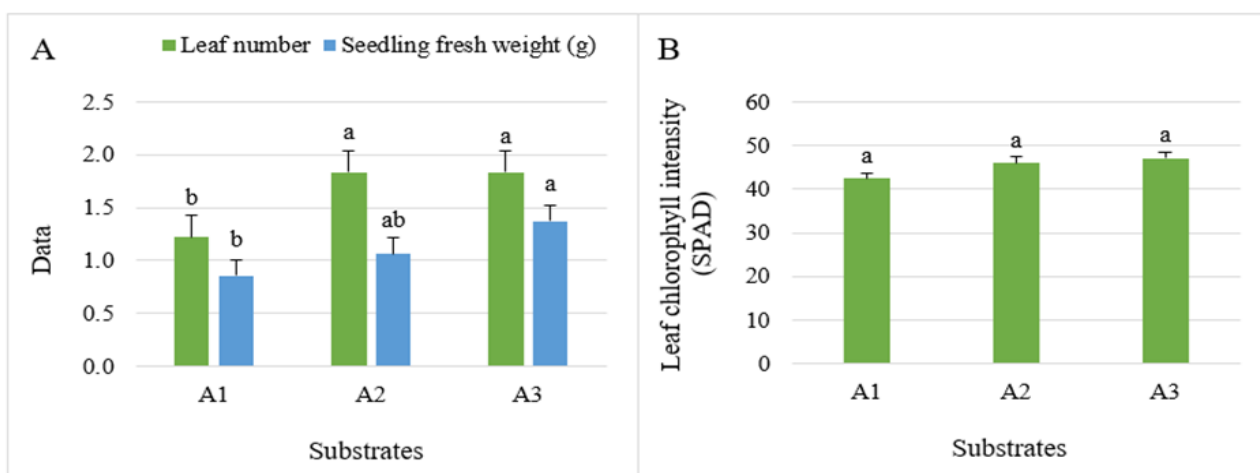 A
Leaf number Seedling fresh weight (g)
2.5
2.0
1.5
1.0
0.5
0.0
Data
b
b
a
ab
a
a
A1 A2 A3
Substrates
B
60
50
40
30
20
10
0
Leaf chlorophyll intensity
(SPAD)
a
a
a
A1 A2 A3
Substrates